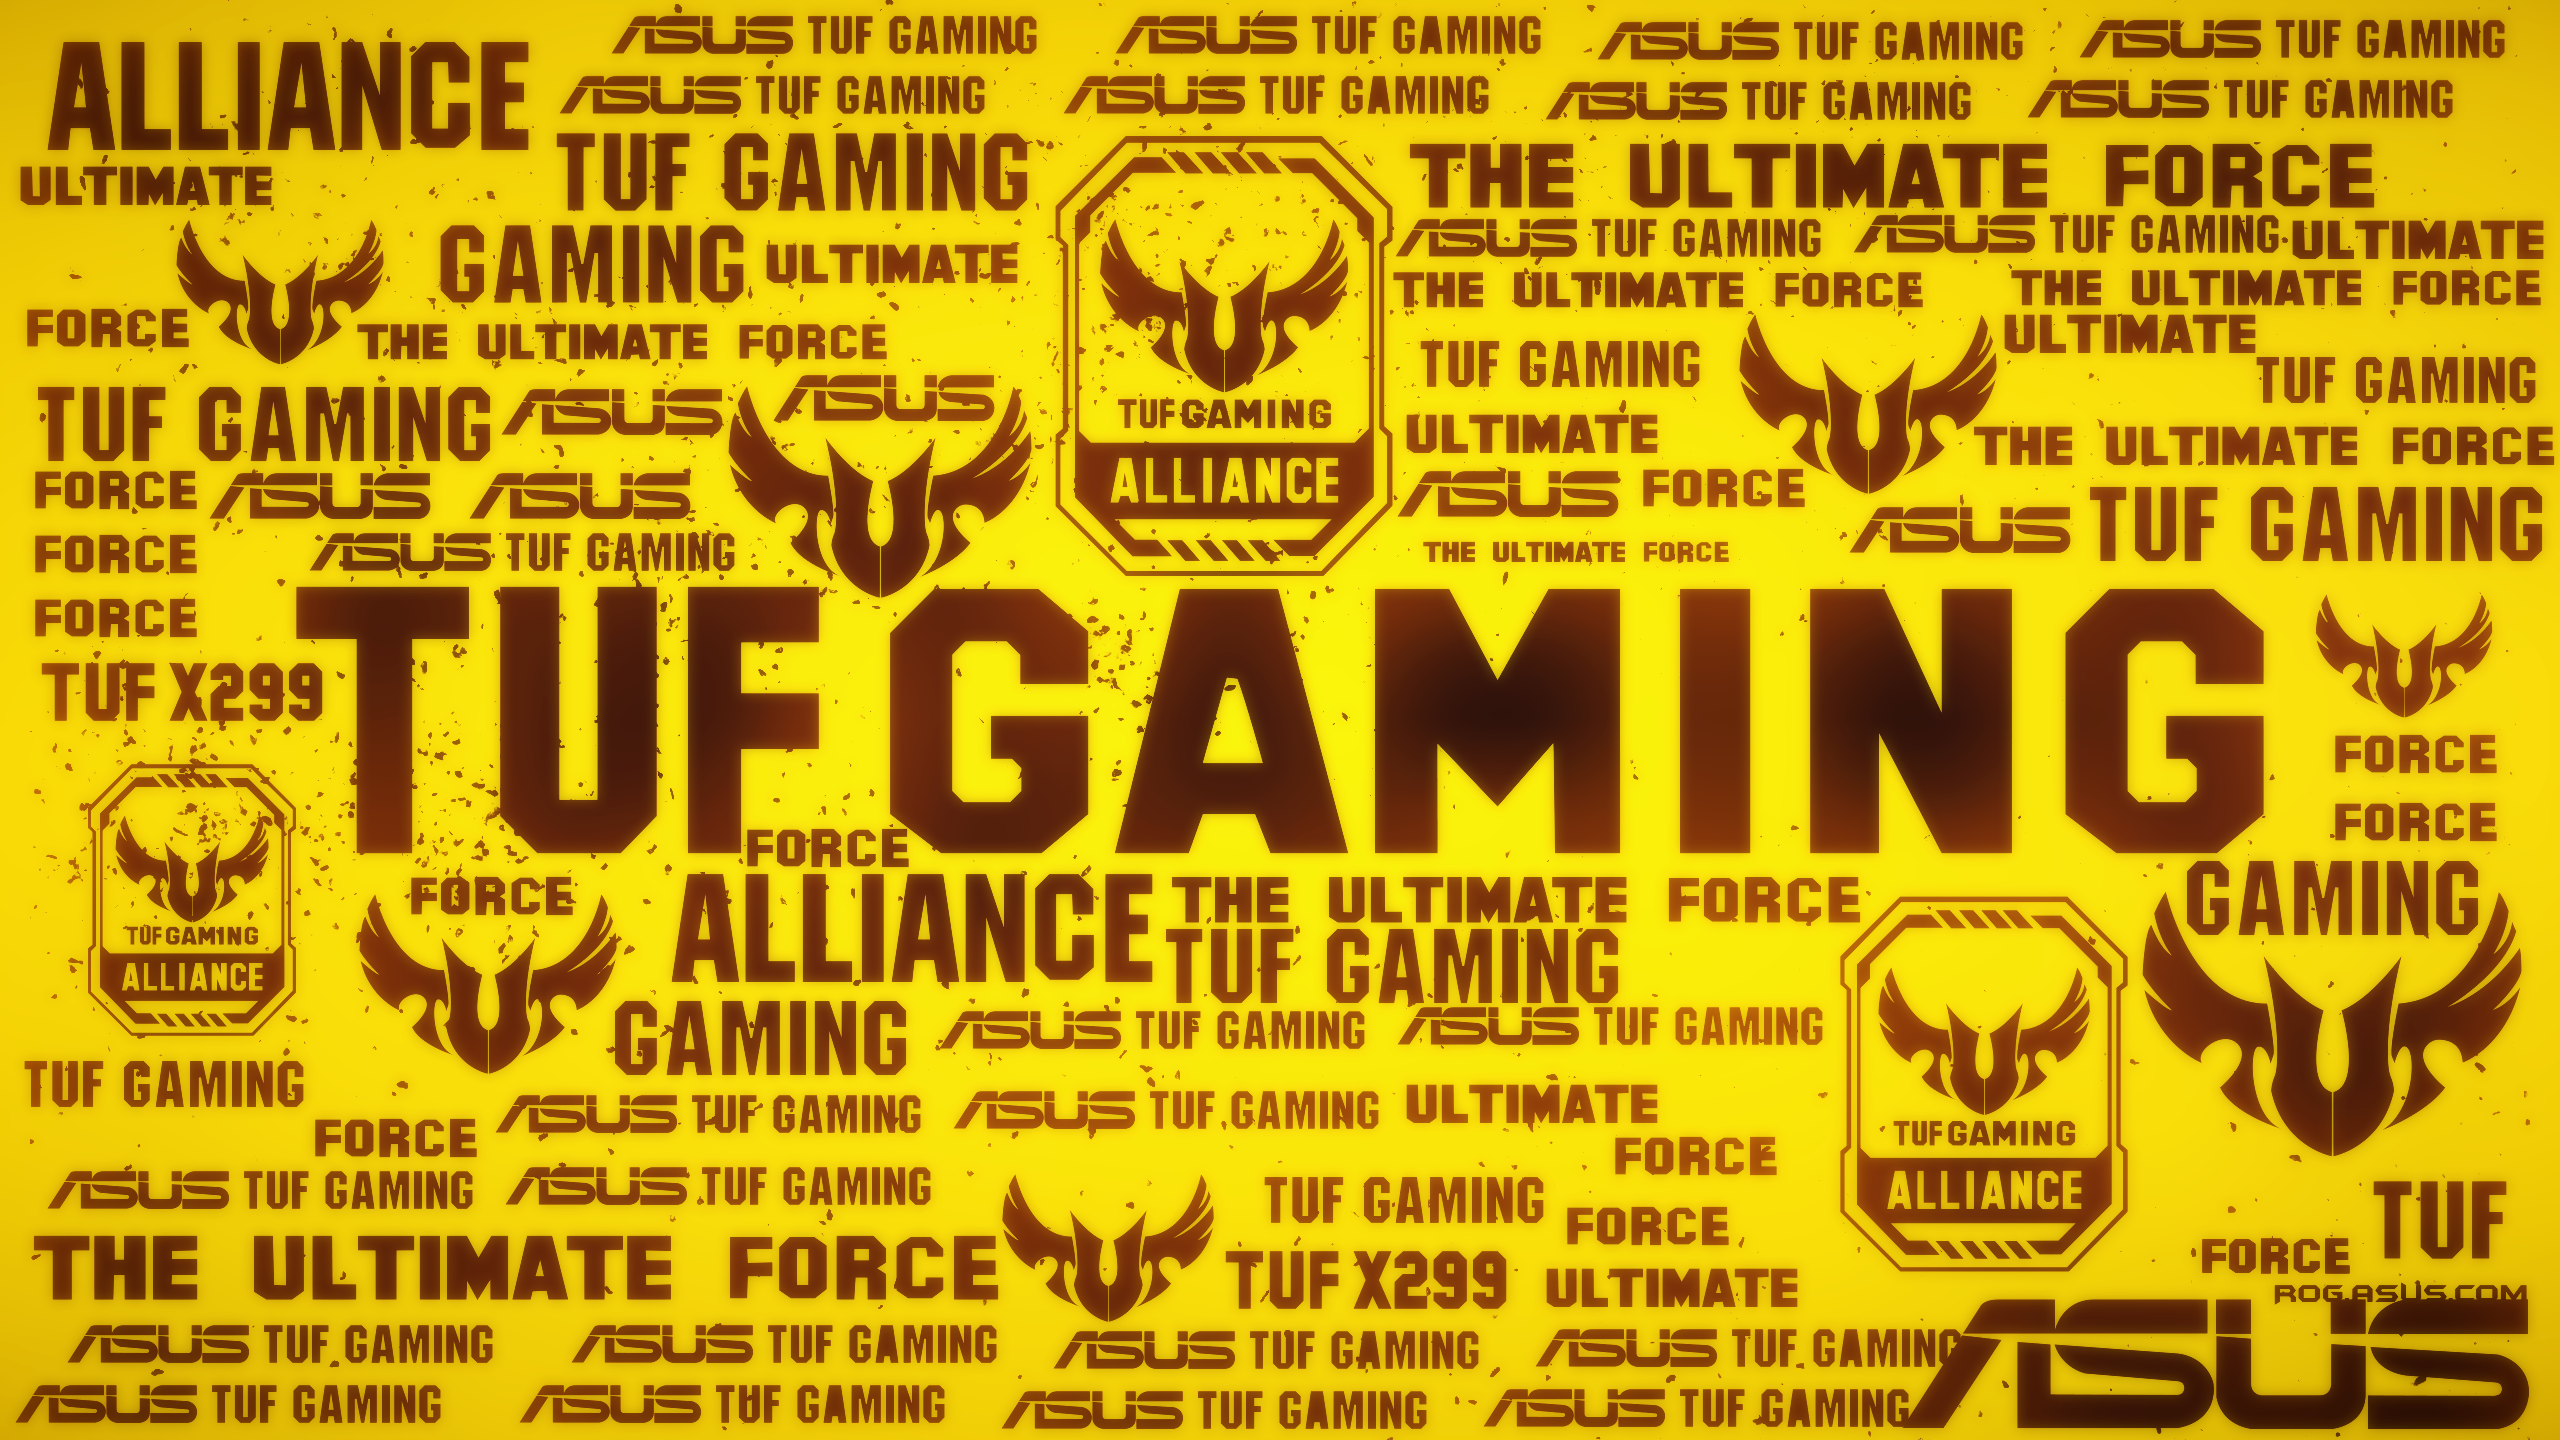 ASUS TUF GAMING
ASUS TUF GAMING
ASUS TUF GAMING
ASUS TUF GAMING
ALLIANCE
ASUS TUF GAMING
ASUS TUF GAMING
ASUS TUF GAMING
ASUS TUF GAMING
ULTIMATE
TUF GAMING
THE ULTIMATE FORCE
GAMING
ULTIMATE
ASUS TUF GAMING
ASUS TUF GAMING
ULTIMATE
THE ULTIMATE FORCE
THE ULTIMATE FORCE
FORCE
THE ULTIMATE FORCE
ULTIMATE
TUF GAMING
TUF GAMING
TUF GAMING
ASUS
ASUS
TUF GAMING
ALLIANCE
ULTIMATE
THE ULTIMATE FORCE
FORCE
ASUS
ASUS
ASUS
FORCE
ASUS
TUF GAMING
FORCE
ASUS TUF GAMING
THE ULTIMATE FORCE
FORCE
TUF GAMING
TUF X299
FORCE
FORCE
TUF GAMING
ALLIANCE
FORCE
FORCE
ALLIANCE
THE ULTIMATE FORCE
GAMING
TUF GAMING
GAMING
ASUS TUF GAMING
ASUS TUF GAMING
TUF GAMING
ALLIANCE
TUF GAMING
ASUS TUF GAMING
ASUS TUF GAMING
ULTIMATE
FORCE
FORCE
ASUS TUF GAMING
ASUS TUF GAMING
TUF GAMING
FORCE
TUF
THE ULTIMATE FORCE
TUF X299
ULTIMATE
FORCE
ROG.ASUS.COM
ASUS TUF GAMING
ASUS TUF GAMING
ASUS TUF GAMING
ASUS TUF GAMING
ASUS
ASUS TUF GAMING
ASUS TUF GAMING
ASUS TUF GAMING
ASUS TUF GAMING